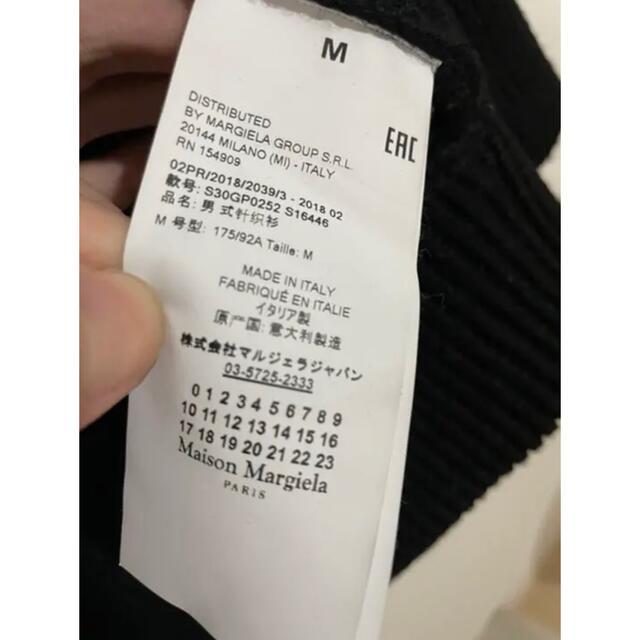 M
EAC
DISTRIBUTED
BY MARGIELA GROUP S.R.L.
20144 MILANO (MI) - ITALY
RN 154909
02PR/2018/2039/3 - 2018 02
款号: S30GP0252 S16446
品名: 男式针织衫
M 号型: 175/92A Taille: M
MADE IN ITALY
FABRIQUÉ EN ITALIE
イタリア製
原产国: 意大利製造
株式会社マルジェラジャパン
03-5725-2333
0 1 2 3 4 5 6 7 8 9
10 11 12 13 14 15 16
17 18 19 20 21 22 23
Maison Margiela
PARIS